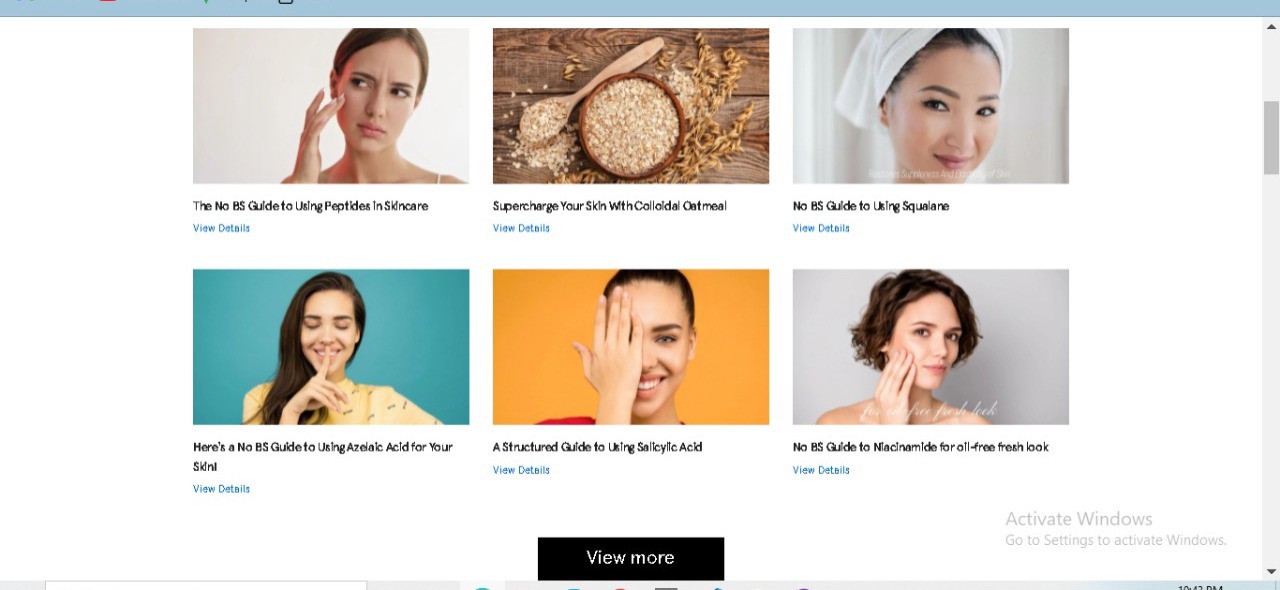 Restores Suppleness And Elasticity of Skin
The No BS Guide to Using Peptides in Skincare
Supercharge Your Skin With Colloidal Oatmeal
No BS Guide to Using Squalane
View Details
View Details
View Details
for oil-free fresh look
Here's a No BS Guide to Using Azelaic Acid for Your
Skin!
A Structured Guide to Using Salicylic Acid
No BS Guide to Niacinamide for oil-free fresh look
View Details
View Details
View Details
Activate Windows
Go to Settings to activate Windows.
View more
10:43 PM